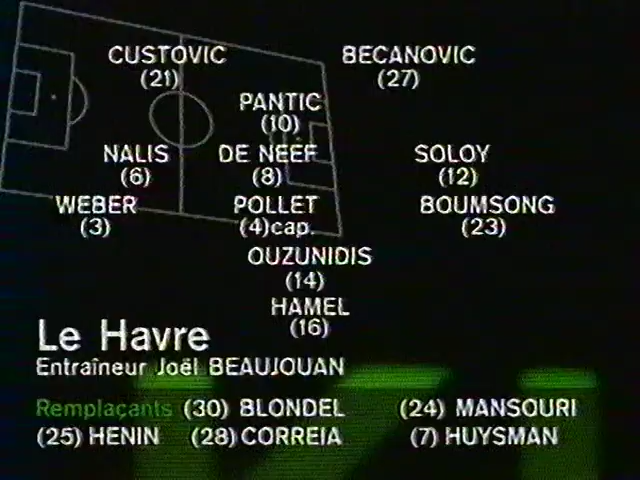 CUSTOVIC BECANOVIC
(21) (27)
PANTIC
(10)
NALIS DE NEEF SOLOY
(6) (8) (12)
WEBER POLLET BOUMSONG
(3) (4)cap. (23)
OUZUNIDIS
(14)
HAMEL
(16)
Le Havre
Entraîneur Joël BEAUJOUAN
Remplaçants (30) BLONDEL (24) MANSOURI
(25) HENIN (28) CORREIA (7) HUYSMAN